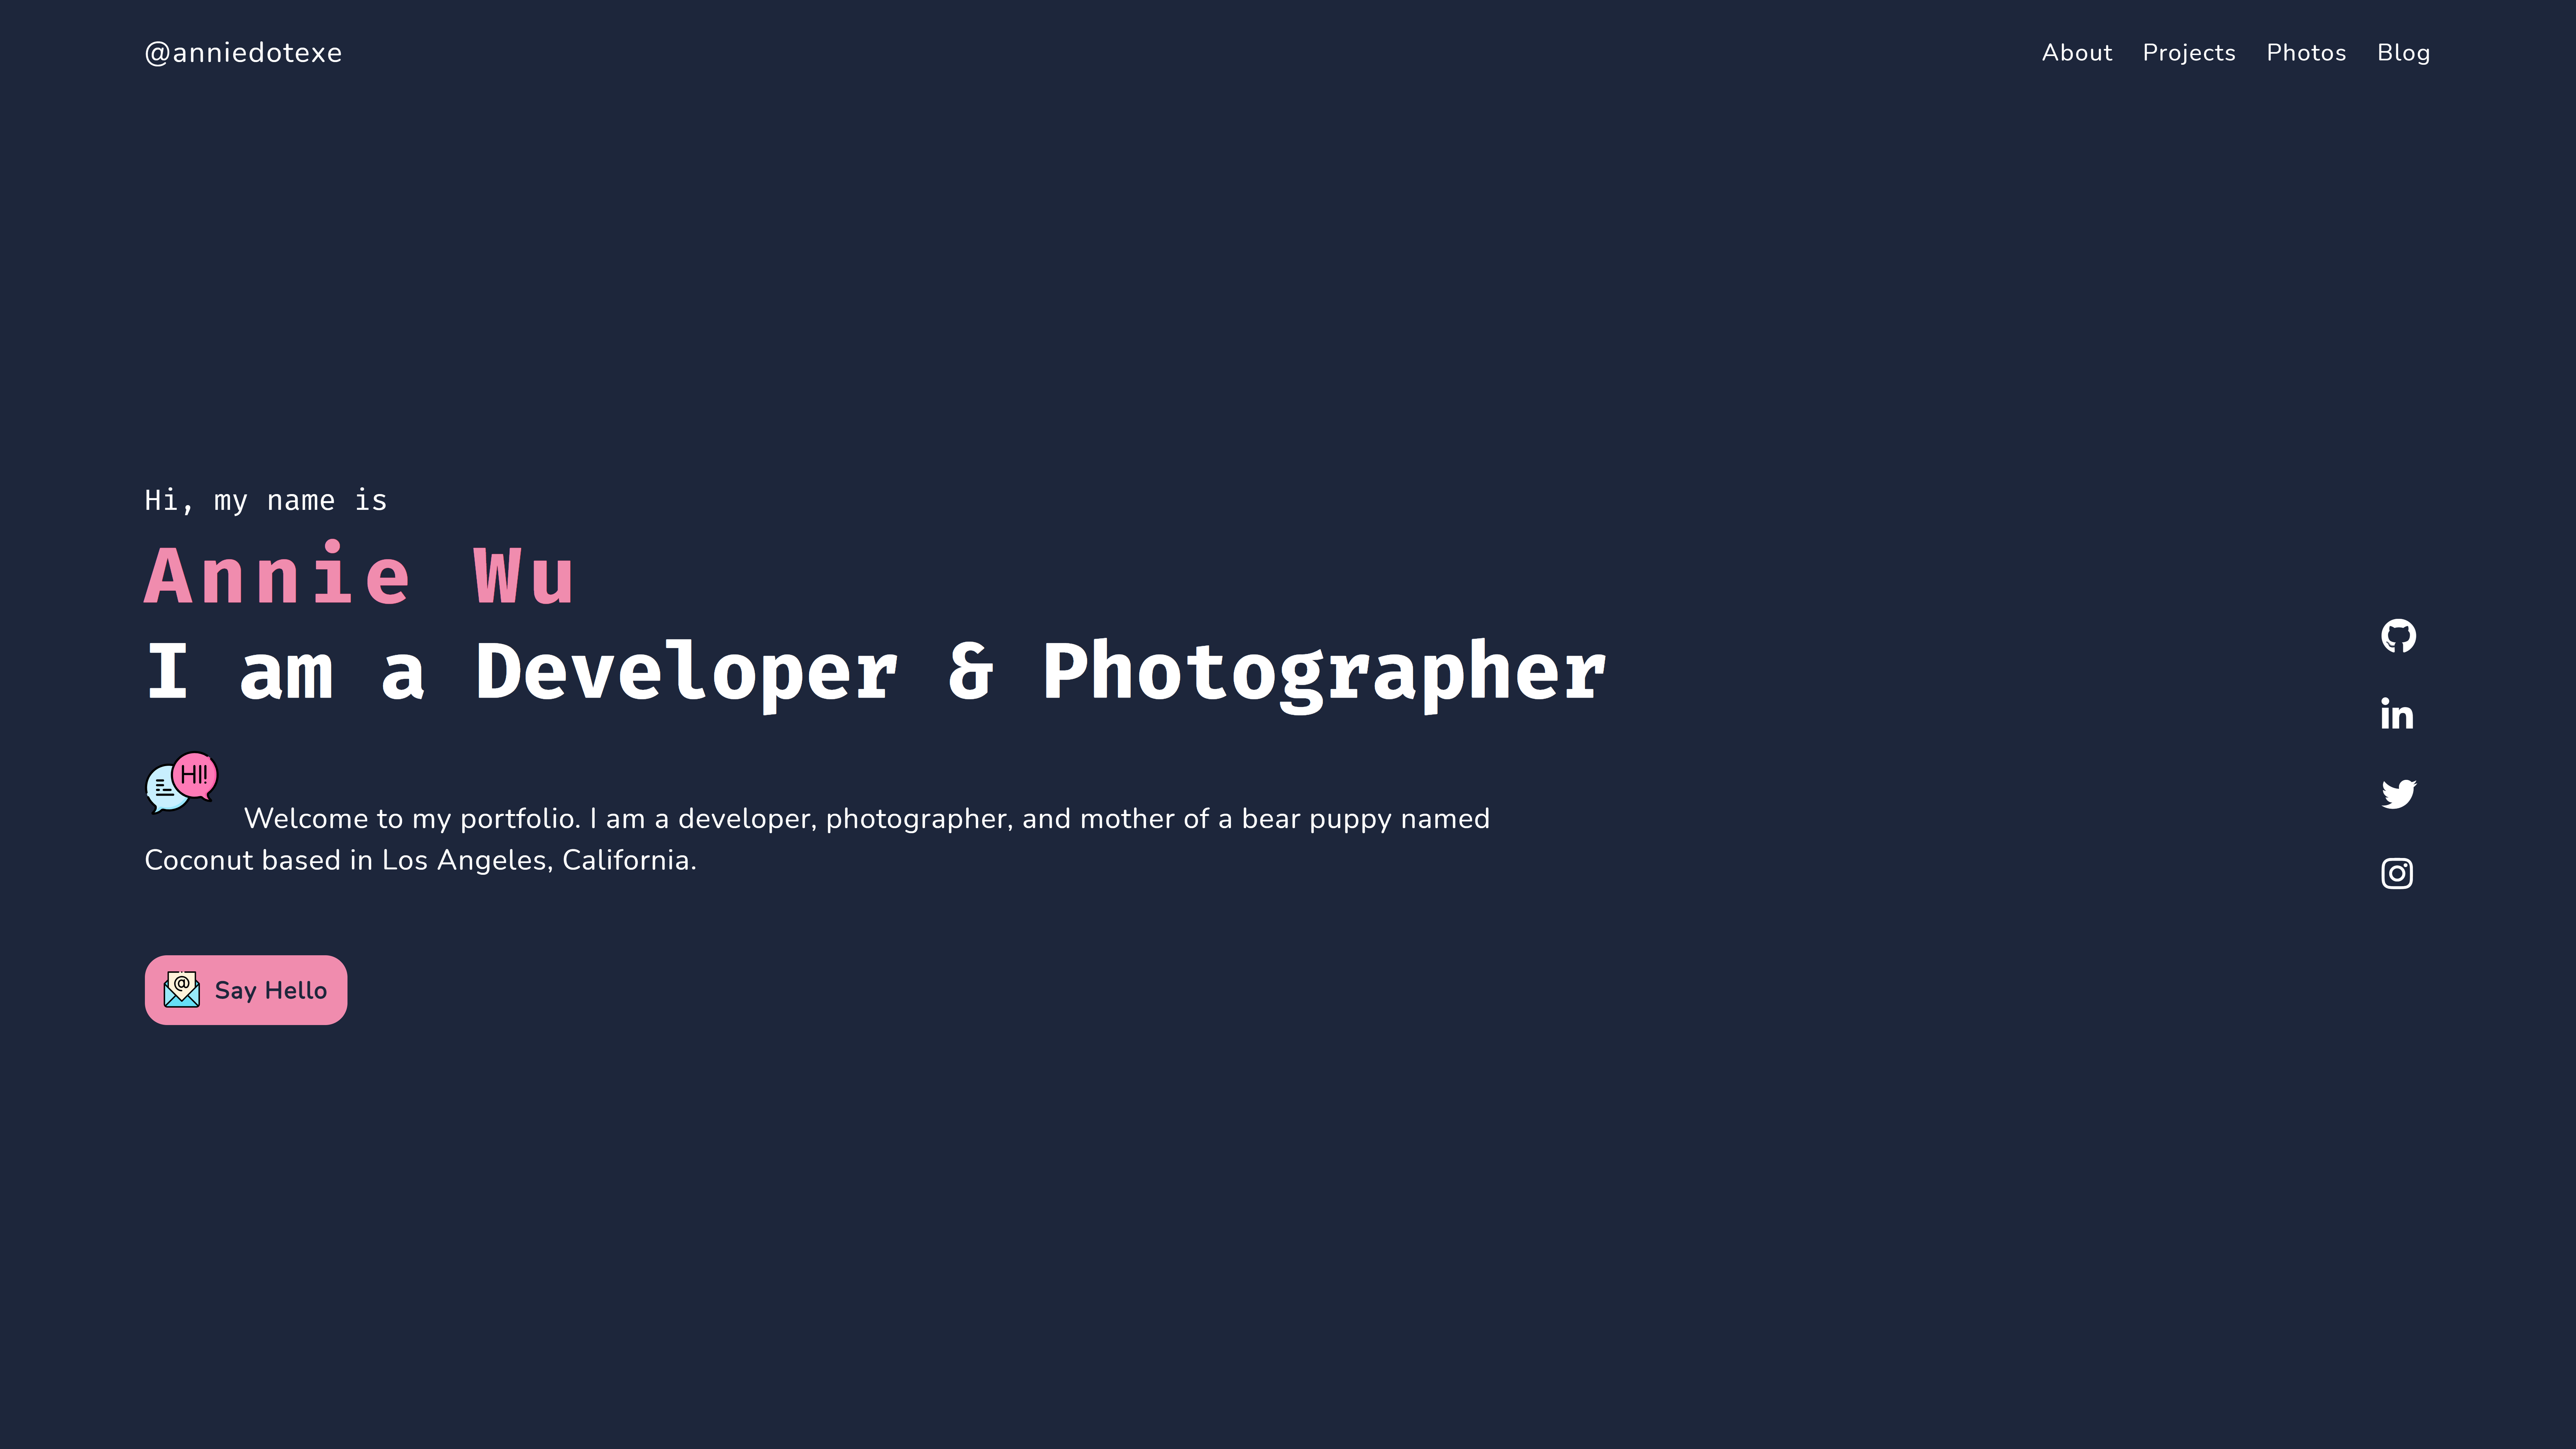 @anniedotexe
About Projects Photos Blog
Hi, my name is
Annie Wu
I am a Developer & Photographer
HI!
Welcome to my portfolio. I am a developer, photographer, and mother of a bear puppy named
Coconut based in Los Angeles, California.
in
@ Say Hello